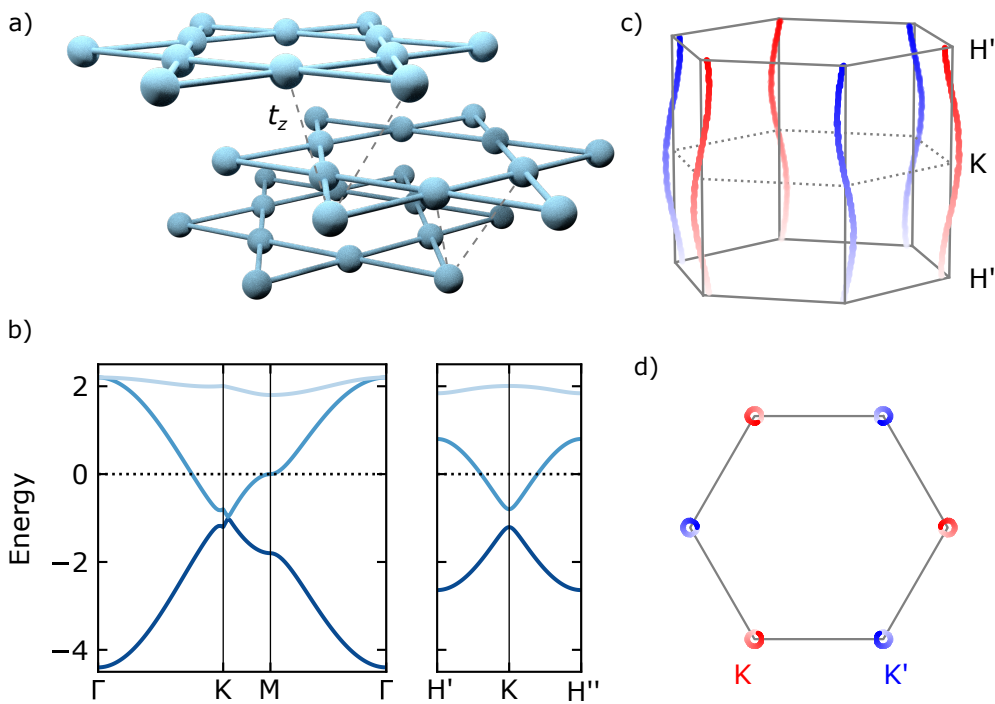 a)
t_z
b)
Energy
2
0
−2
−4
Γ
K
M
Γ
H'
K
H''
c)
H'
K
H'
d)
K
K'